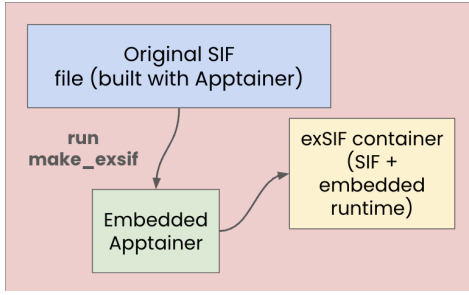 Original SIF
file (built with Apptainer)
run
make_exsif
exSIF container
(SIF +
embedded
runtime)
Embedded
Apptainer